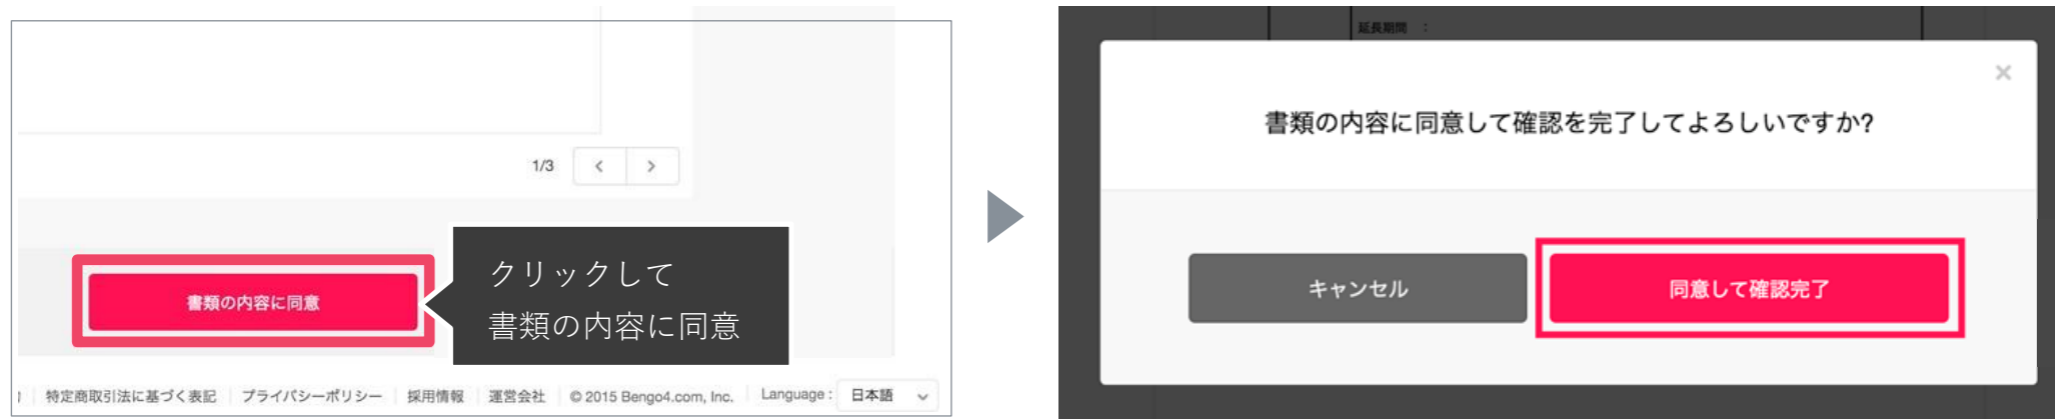 1/3
書類の内容に同意
クリックして
書類の内容に同意
特定商取引法に基づく表記 プライバシーポリシー 採用情報 運営会社 © 2015 Bengo4.com, Inc. Language : 日本語
延長期間 :
書類の内容に同意して確認を完了してよろしいですか?
キャンセル 同意して確認完了